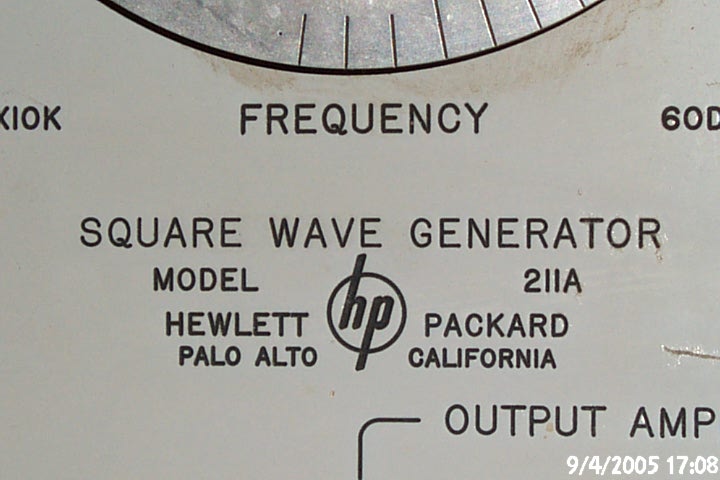 X10K FREQUENCY 60D
SQUARE WAVE GENERATOR
MODEL 211A
hp
HEWLETT PACKARD
PALO ALTO CALIFORNIA
OUTPUT AMP
9/4/2005 17:08